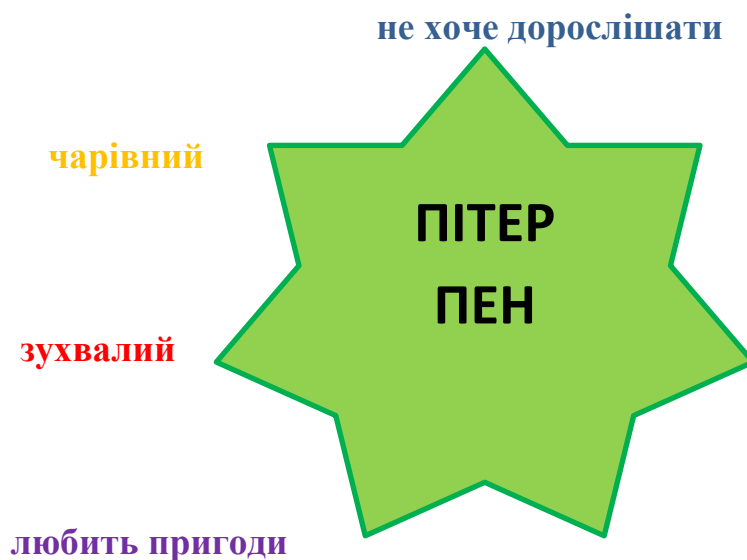 не хоче дорослішати
чарівний
ПІТЕР
ПЕН
зухвалий
любить пригоди